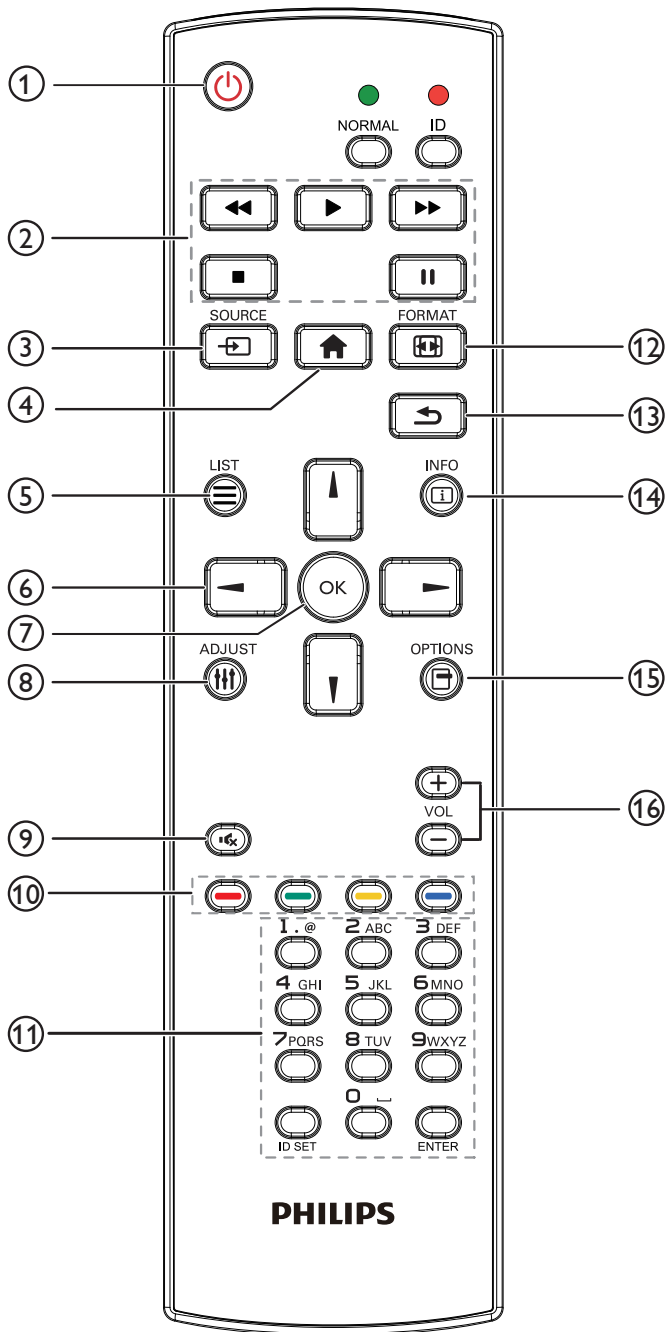 ①
NORMAL ID
②
SOURCE FORMAT
③ ⑫
④
⑬
LIST INFO
⑤ ⑭
⑥ OK
⑦
ADJUST OPTIONS
⑧ ⑮
+
VOL ⑯
⑨ −
⑩
1 . @ 2 ABC 3 DEF
4 GHI 5 JKL 6 MNO
⑪
7 PQRS 8 TUV 9 WXYZ
0 ⎵
ID SET ENTER
PHILIPS